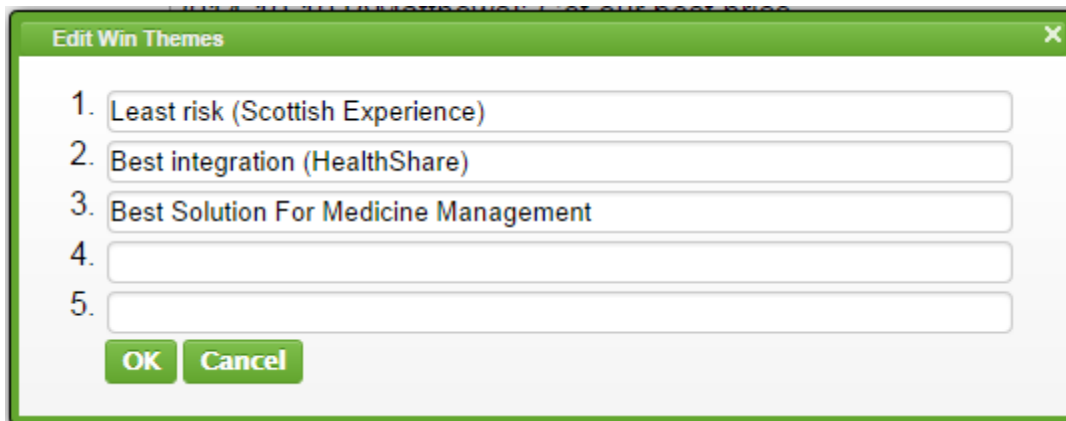 Edit Win Themes
1. Least risk (Scottish Experience)
2. Best integration (HealthShare)
3. Best Solution For Medicine Management
4.
5.
OK Cancel